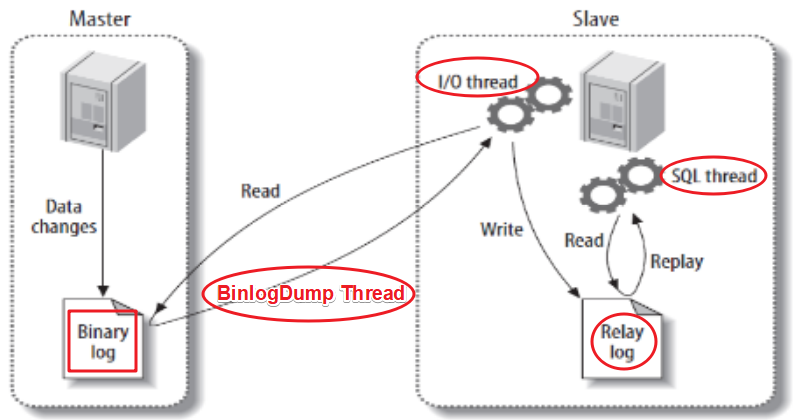 Master
Slave
I/O thread
SQL thread
Read
Data
changes
Write
Read
Replay
BinlogDump Thread
Binary
log
Relay
log